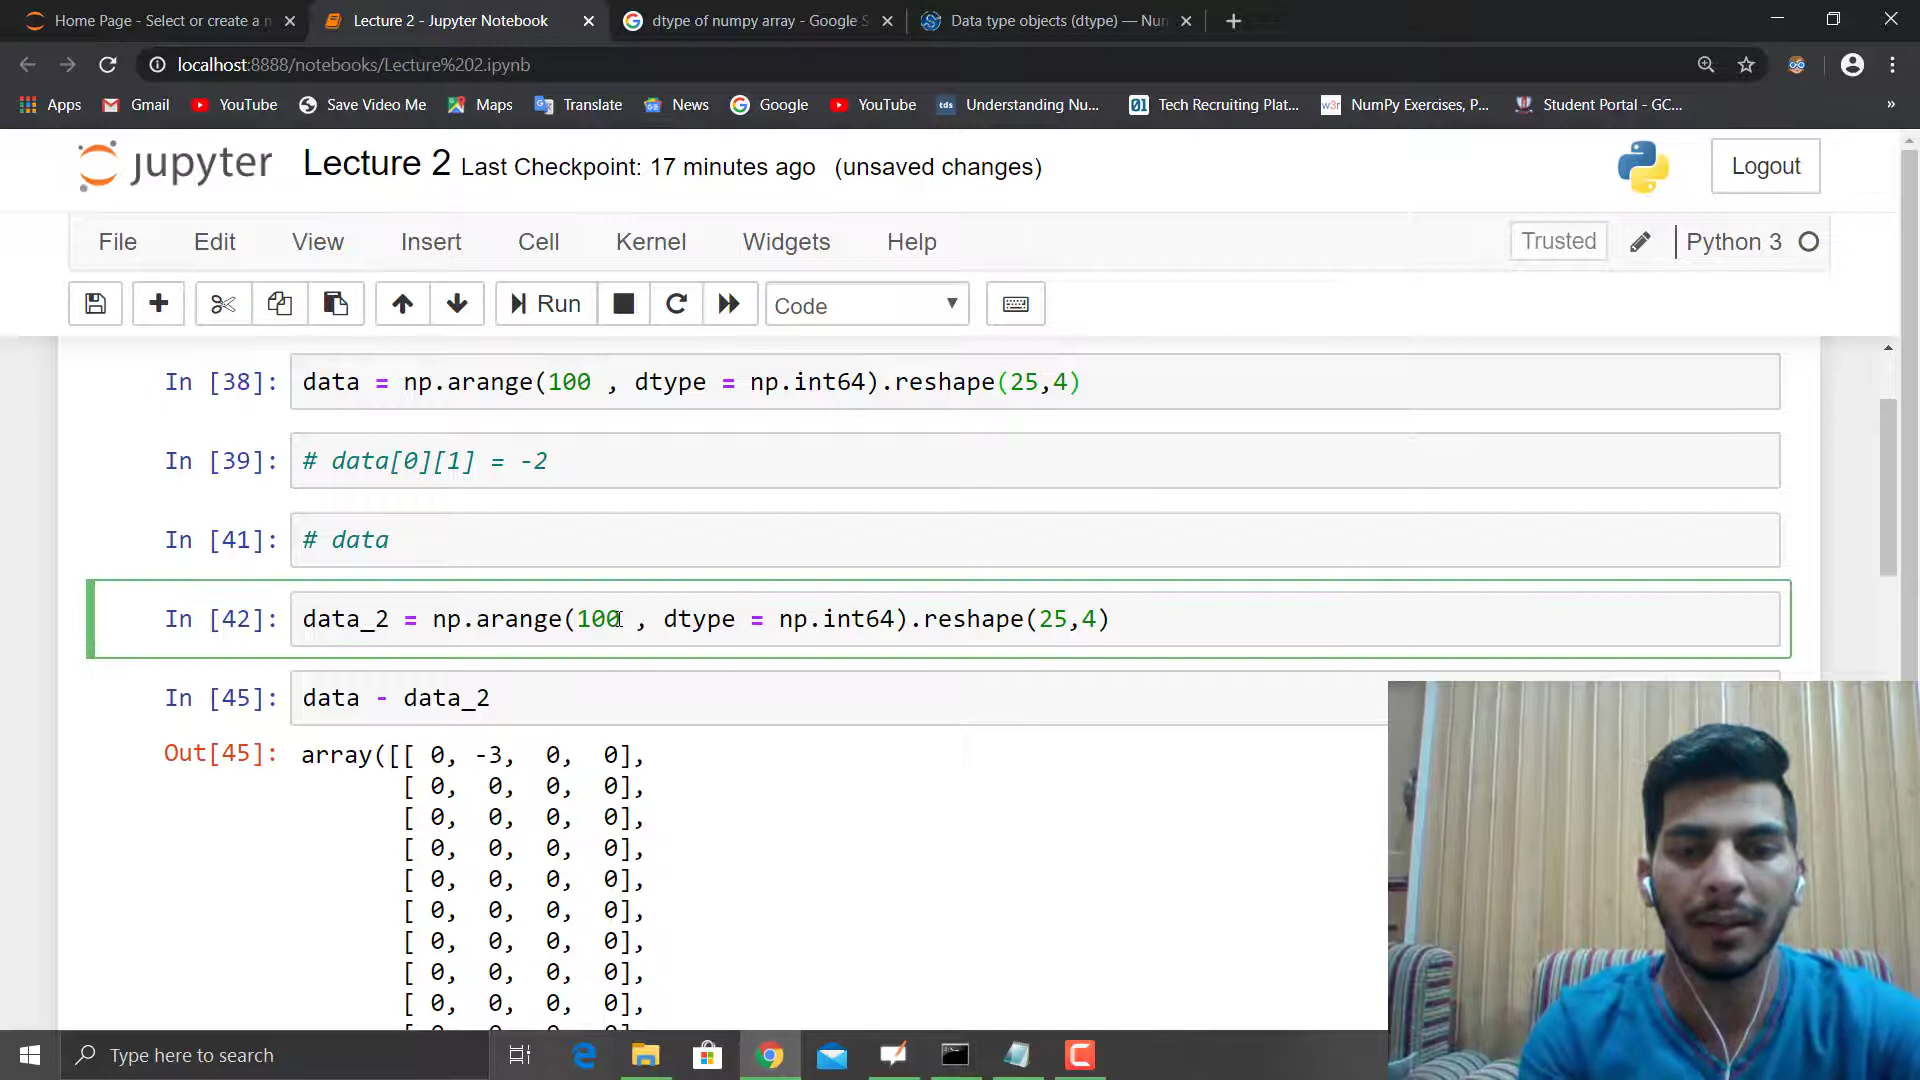 Home Page - Select or create a n
Lecture 2 - Jupyter Notebook
dtype of numpy array - Google S
Data type objects (dtype) — Num
localhost:8888/notebooks/Lecture%202.ipynb
Apps
Gmail
YouTube
Save Video Me
Maps
Translate
News
Google
YouTube
tds Understanding Nu...
01 Tech Recruiting Plat...
w3r NumPy Exercises, P...
Student Portal - GC...
»
jupyter Lecture 2 Last Checkpoint: 17 minutes ago (unsaved changes)
Logout
File Edit View Insert Cell Kernel Widgets Help
Trusted
Python 3
Run
Code
In [38]: data = np.arange(100 , dtype = np.int64).reshape(25,4)
In [39]: # data[0][1] = -2
In [41]: # data
In [42]: data_2 = np.arange(100 , dtype = np.int64).reshape(25,4)
In [45]: data - data_2
Out[45]: array([[ 0, -3, 0, 0],
[ 0, 0, 0, 0],
[ 0, 0, 0, 0],
[ 0, 0, 0, 0],
[ 0, 0, 0, 0],
[ 0, 0, 0, 0],
[ 0, 0, 0, 0],
[ 0, 0, 0, 0],
[ 0, 0, 0, 0],
Type here to search